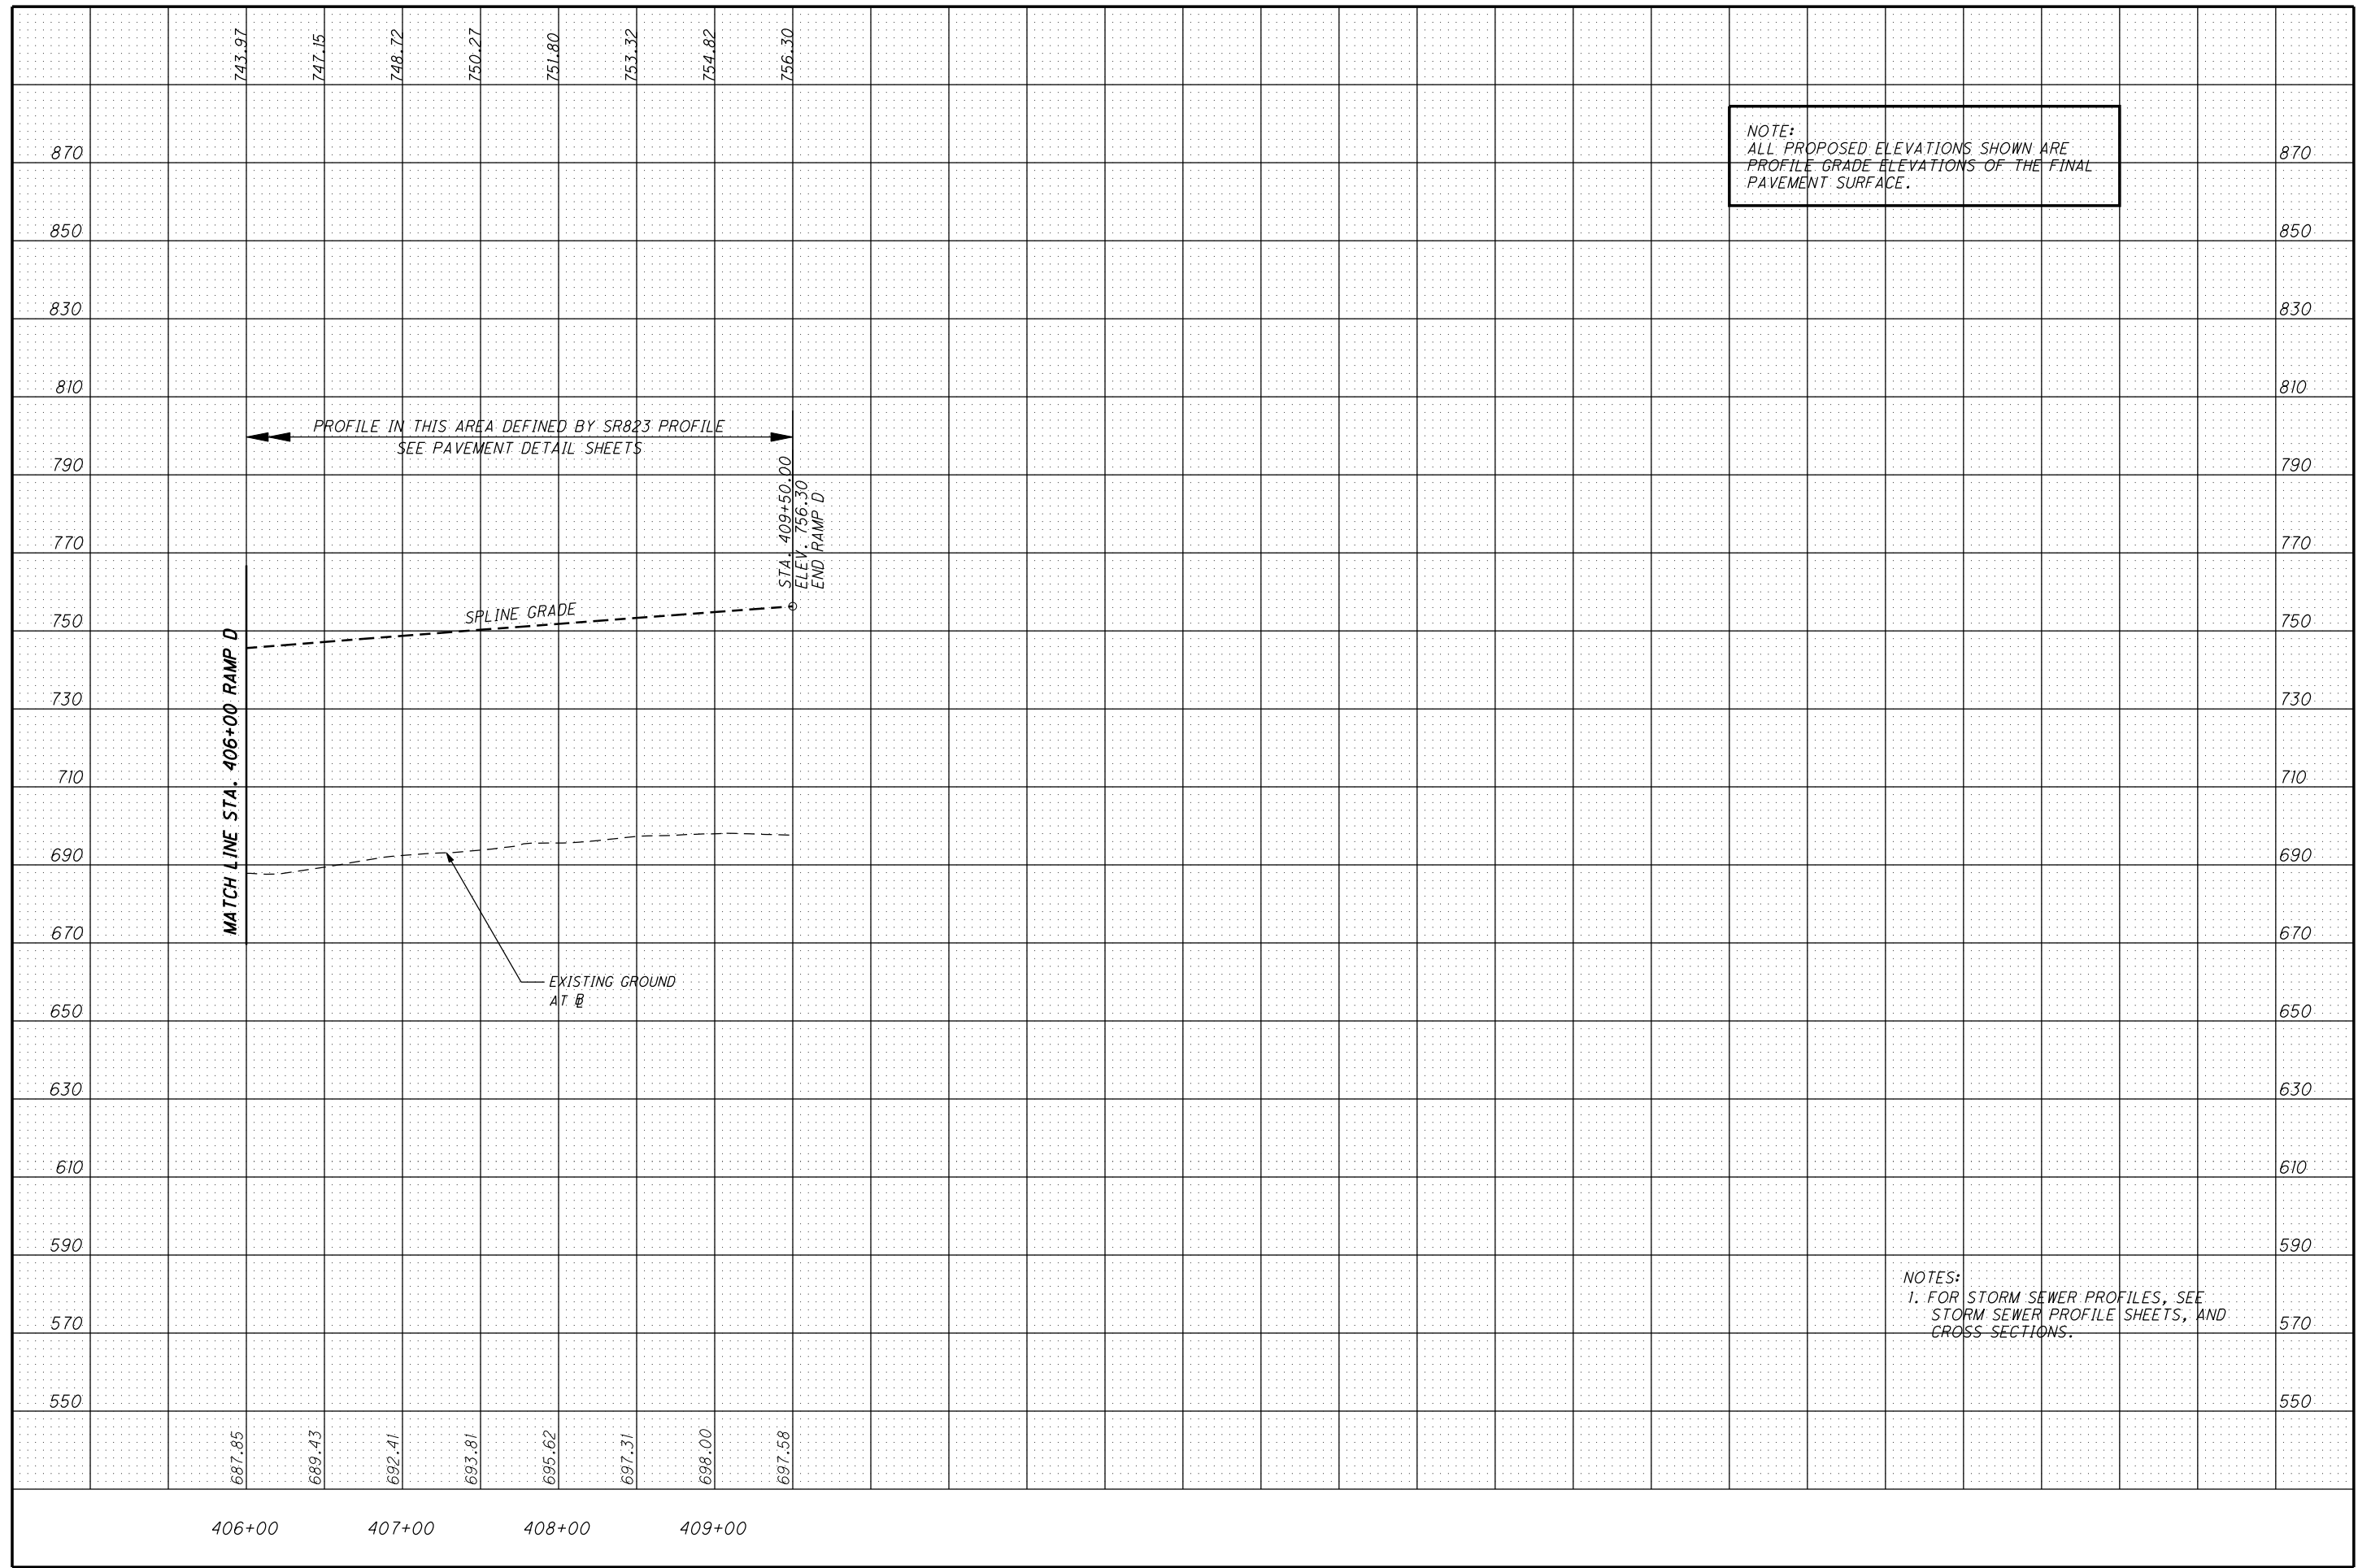 743.97 747.15 748.72 750.27 751.80 753.32 754.82 756.30
NOTE:
ALL PROPOSED ELEVATIONS SHOWN ARE
PROFILE GRADE ELEVATIONS OF THE FINAL
PAVEMENT SURFACE.
870 870
850 850
830 830
810 810
PROFILE IN THIS AREA DEFINED BY SR823 PROFILE
SEE PAVEMENT DETAIL SHEETS
790 790
STA. 409+50.00
ELEV. 756.30
END RAMP D
770 770
SPLINE GRADE
750 750
MATCH LINE STA. 406+00 RAMP D
730 730
710 710
690 690
670 670
EXISTING GROUND
AT
650 650
630 630
610 610
590 590
NOTES:
1. FOR STORM SEWER PROFILES, SEE
STORM SEWER PROFILE SHEETS, AND
CROSS SECTIONS.
570 570
550 550
687.85 689.43 692.41 693.81 695.62 697.31 698.00 697.58
406+00 407+00 408+00 409+00